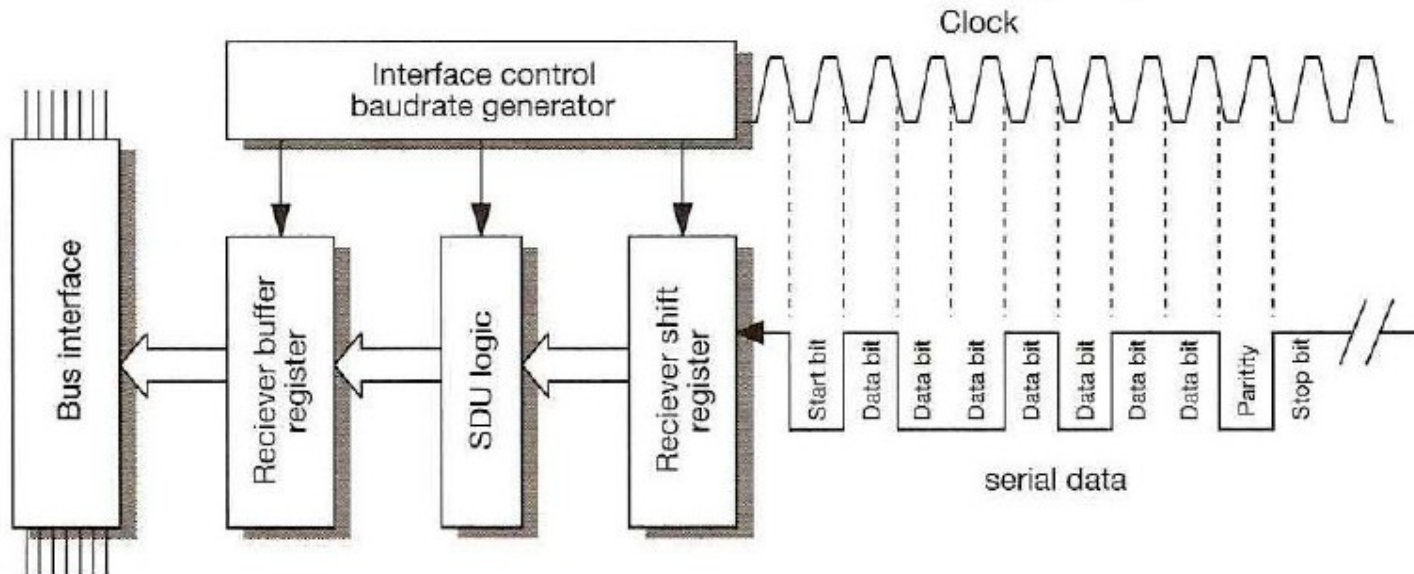 Clock
Interface control
baudrate generator
Bus interface
Reciever buffer
register
SDU logic
Reciever shift
register
Start bit
Data bit
Data bit
Data bit
Data bit
Data bit
Data bit
Data bit
Paritity
Stop bit
serial data